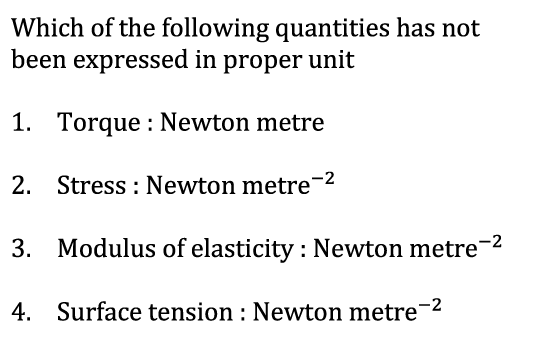 Which of the following quantities has not
been expressed in proper unit
1. Torque : Newton metre
2. Stress : Newton metre⁻²
3. Modulus of elasticity : Newton metre⁻²
4. Surface tension : Newton metre⁻²